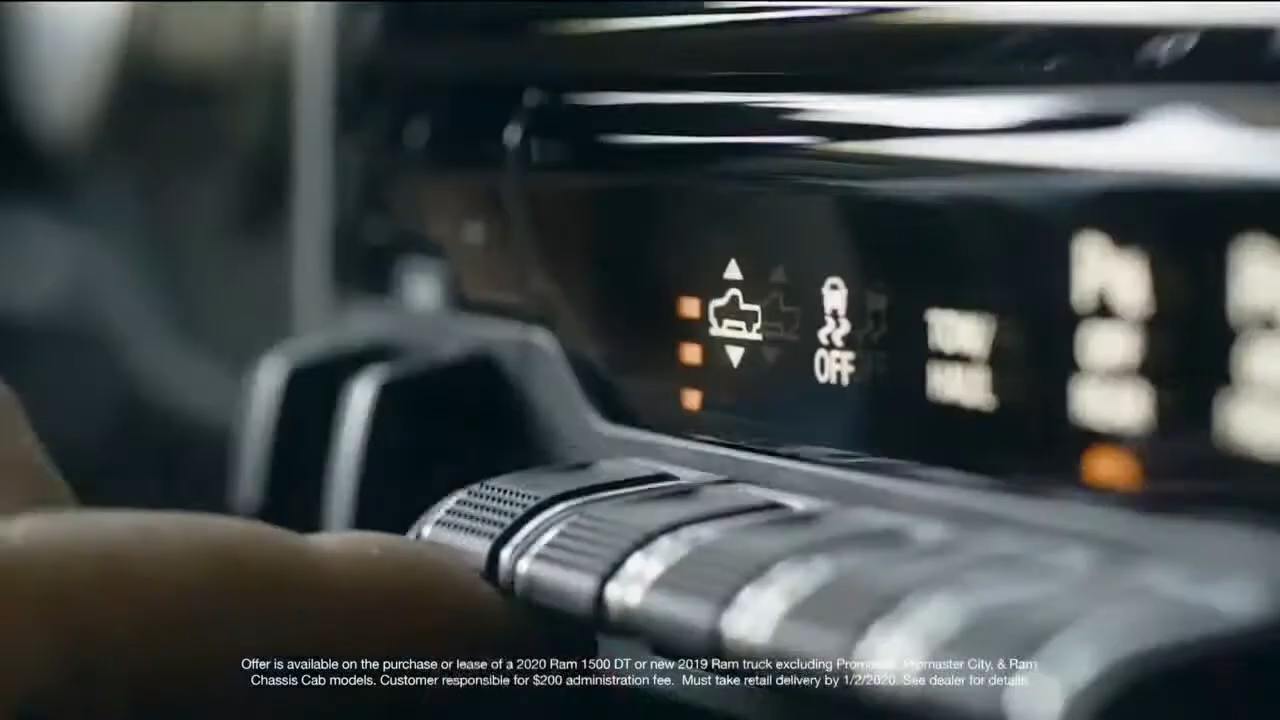 OFF
TOW
HAUL
Offer is available on the purchase or lease of a 2020 Ram 1500 DT or new 2019 Ram truck excluding Promaster, Promaster City, & Ram
Chassis Cab models. Customer responsible for $200 administration fee. Must take retail delivery by 1/2/2020. See dealer for details.